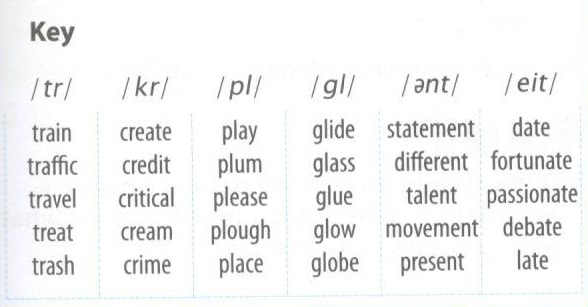 Key
/tr/ /kr/ /pl/ /gl/ /ənt/ /eit/
train create play glide statement date
traffic credit plum glass different fortunate
travel critical please glue talent passionate
treat cream plough glow movement debate
trash crime place globe present late